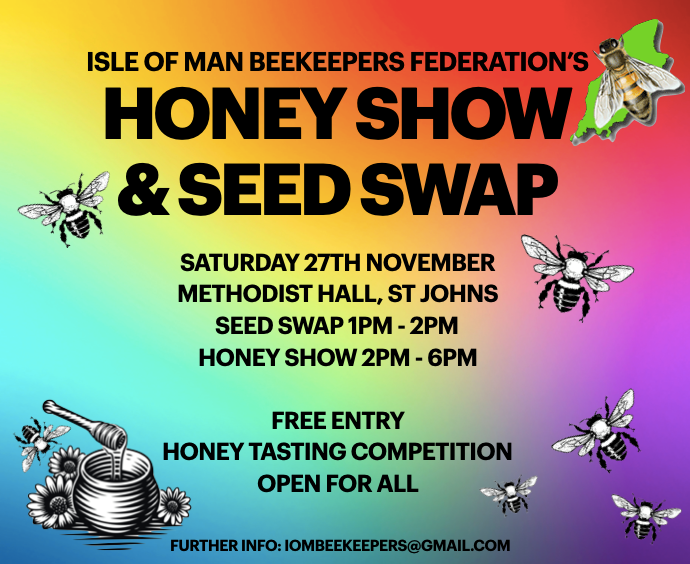 ISLE OF MAN BEEKEEPERS FEDERATION'S
HONEY SHOW
& SEED SWAP
SATURDAY 27TH NOVEMBER
METHODIST HALL, ST JOHNS
SEED SWAP 1PM - 2PM
HONEY SHOW 2PM - 6PM
FREE ENTRY
HONEY TASTING COMPETITION
OPEN FOR ALL
FURTHER INFO: IOMBEEKEEPERS@GMAIL.COM